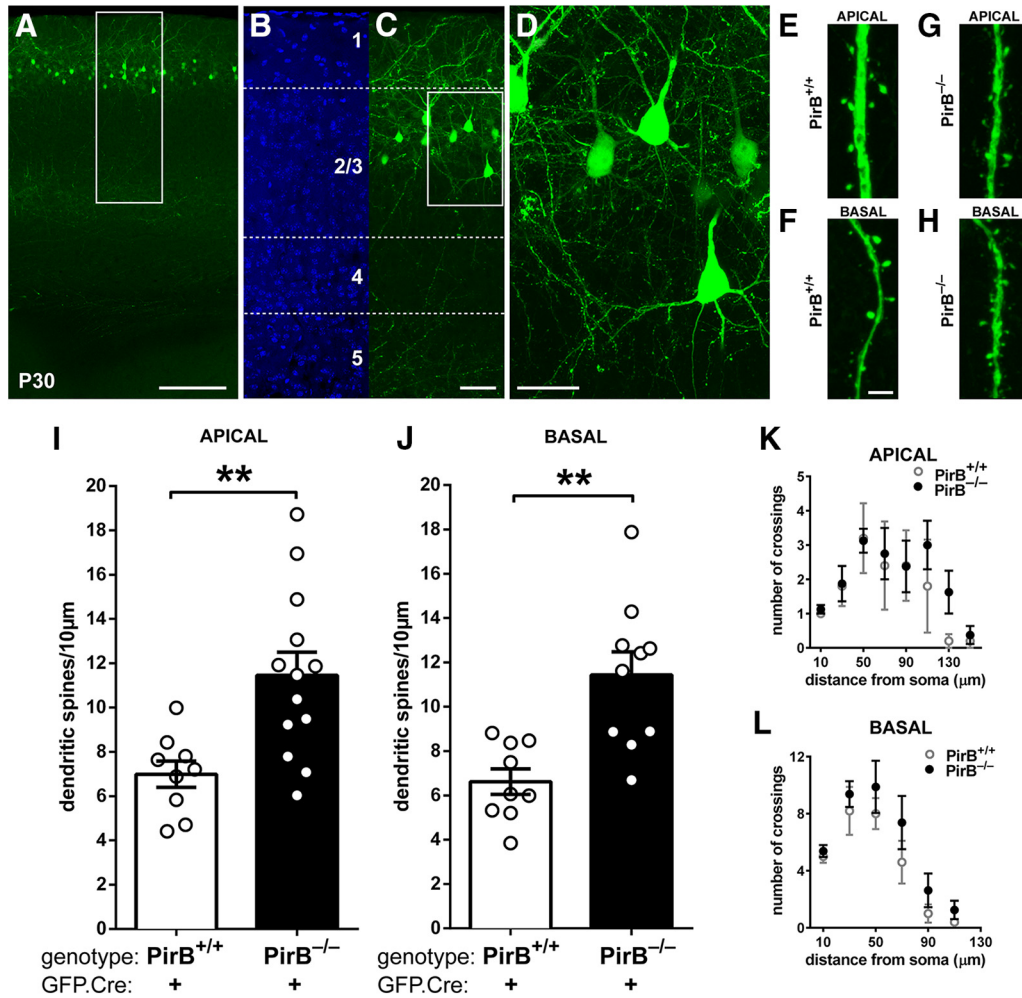 A
P30
B
C
1
2/3
4
5
D
E
APICAL
PirB+/+
G
APICAL
PirB–/–
F
BASAL
PirB+/+
H
BASAL
PirB–/–
I
APICAL
**
dendritic spines/10µm
20
18
16
14
12
10
8
6
4
2
0
genotype: PirB+/+ PirB–/–
GFP.Cre: + +
J
BASAL
**
dendritic spines/10µm
20
18
16
14
12
10
8
6
4
2
0
PirB+/+ PirB–/–
+ +
K
APICAL
PirB+/+
PirB–/–
number of crossings
5
4
3
2
1
0
10 50 90 130
distance from soma (µm)
L
BASAL
PirB+/+
PirB–/–
number of crossings
12
8
4
0
10 50 90 130
distance from soma (µm)